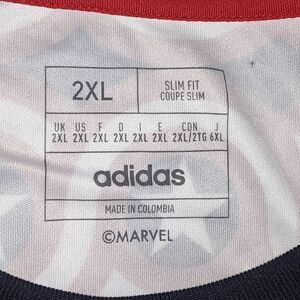 2XL
SLIM FIT
COUPE SLIM
UK US F D I E CDN J
2XL 2XL 2XL 2XL 2XL 2XL 2XL/2TG 6XL
adidas
MADE IN COLOMBIA
©MARVEL